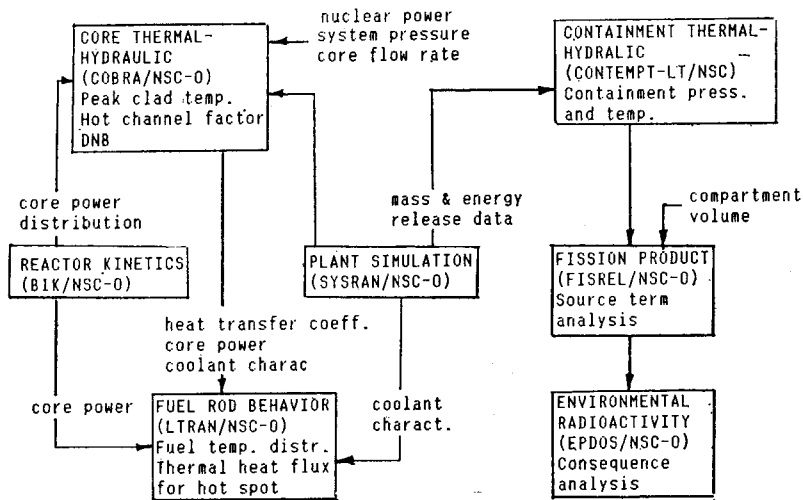 nuclear power
system pressure
core flow rate
CORE THERMAL-
HYDRAULIC
(COBRA/NSC-O)
Peak clad temp.
Hot channel factor
DNB
CONTAINMENT THERMAL-
HYDRALIC
(CONTEMPT-LT/NSC)
Containment press.
and temp.
core power
distribution
mass & energy
release data
compartment
volume
REACTOR KINETICS
(BIK/NSC-O)
PLANT SIMULATION
(SYSRAN/NSC-O)
FISSION PRODUCT
(FISREL/NSC-O)
Source term
analysis
heat transfer coeff.
core power
coolant charac
core power
FUEL ROD BEHAVIOR
(LTRAN/NSC-O)
Fuel temp. distr.
Thermal heat flux
for hot spot
coolant
charact.
ENVIRONMENTAL
RADIOACTIVITY
(EPDOS/NSC-O)
Consequence
analysis